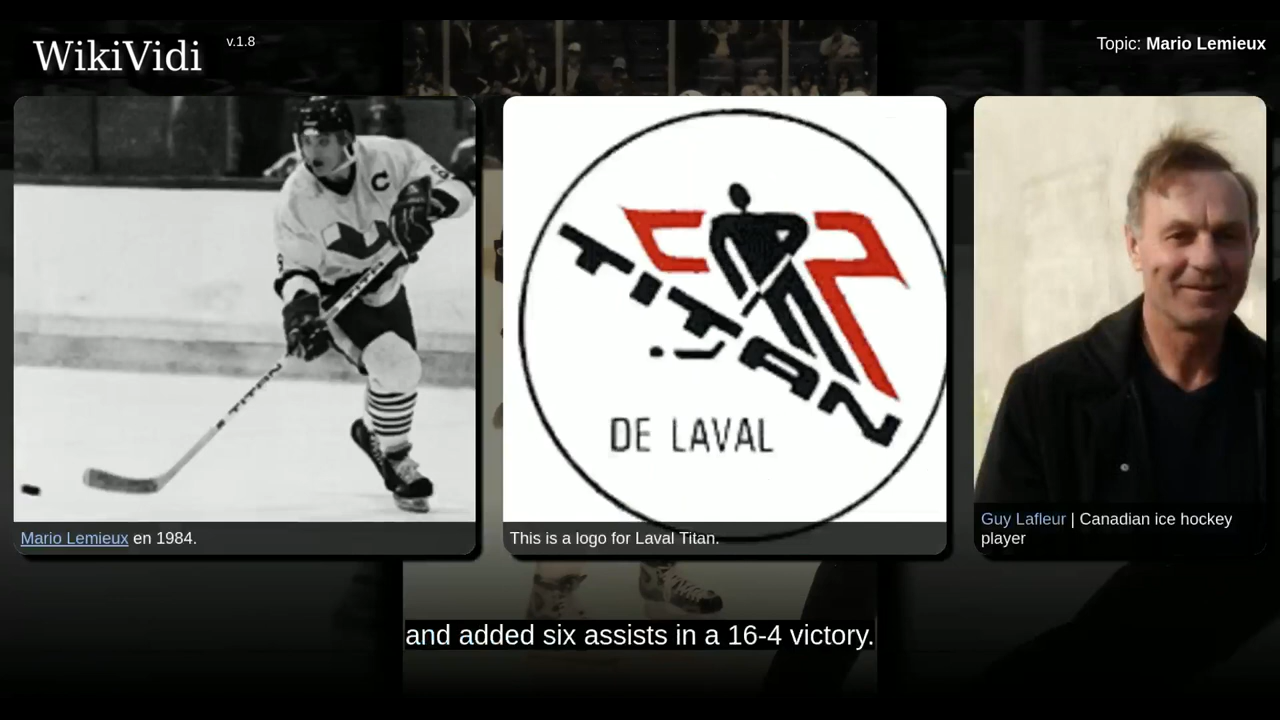 WikiVidi
v.1.8
Topic: Mario Lemieux
C
TITAN
TITAN
DE LAVAL
Mario Lemieux en 1984.
This is a logo for Laval Titan.
Guy Lafleur | Canadian ice hockey
player
and added six assists in a 16-4 victory.